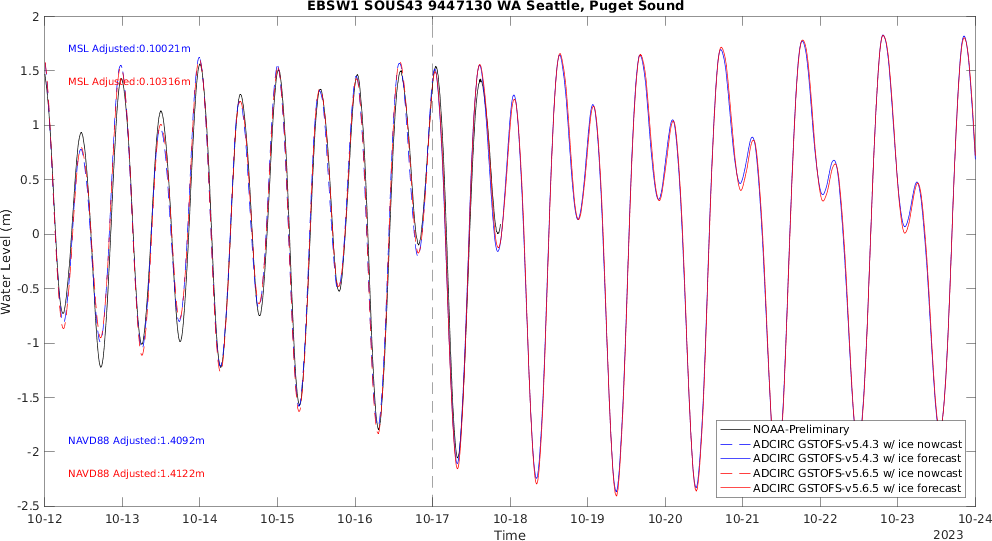 EBSW1 SOUS43 9447130 WA Seattle, Puget Sound
MSL Adjusted:0.10021m
MSL Adjusted:0.10316m
NAVD88 Adjusted:1.4092m
NAVD88 Adjusted:1.4122m
Water Level (m)
2
1.5
1
0.5
0
-0.5
-1
-1.5
-2
-2.5
NOAA-Preliminary
ADCIRC GSTOFS-v5.4.3 w/ ice nowcast
ADCIRC GSTOFS-v5.4.3 w/ ice forecast
ADCIRC GSTOFS-v5.6.5 w/ ice nowcast
ADCIRC GSTOFS-v5.6.5 w/ ice forecast
10-12 10-13 10-14 10-15 10-16 10-17 10-18 10-19 10-20 10-21 10-22 10-23 10-24
Time
2023